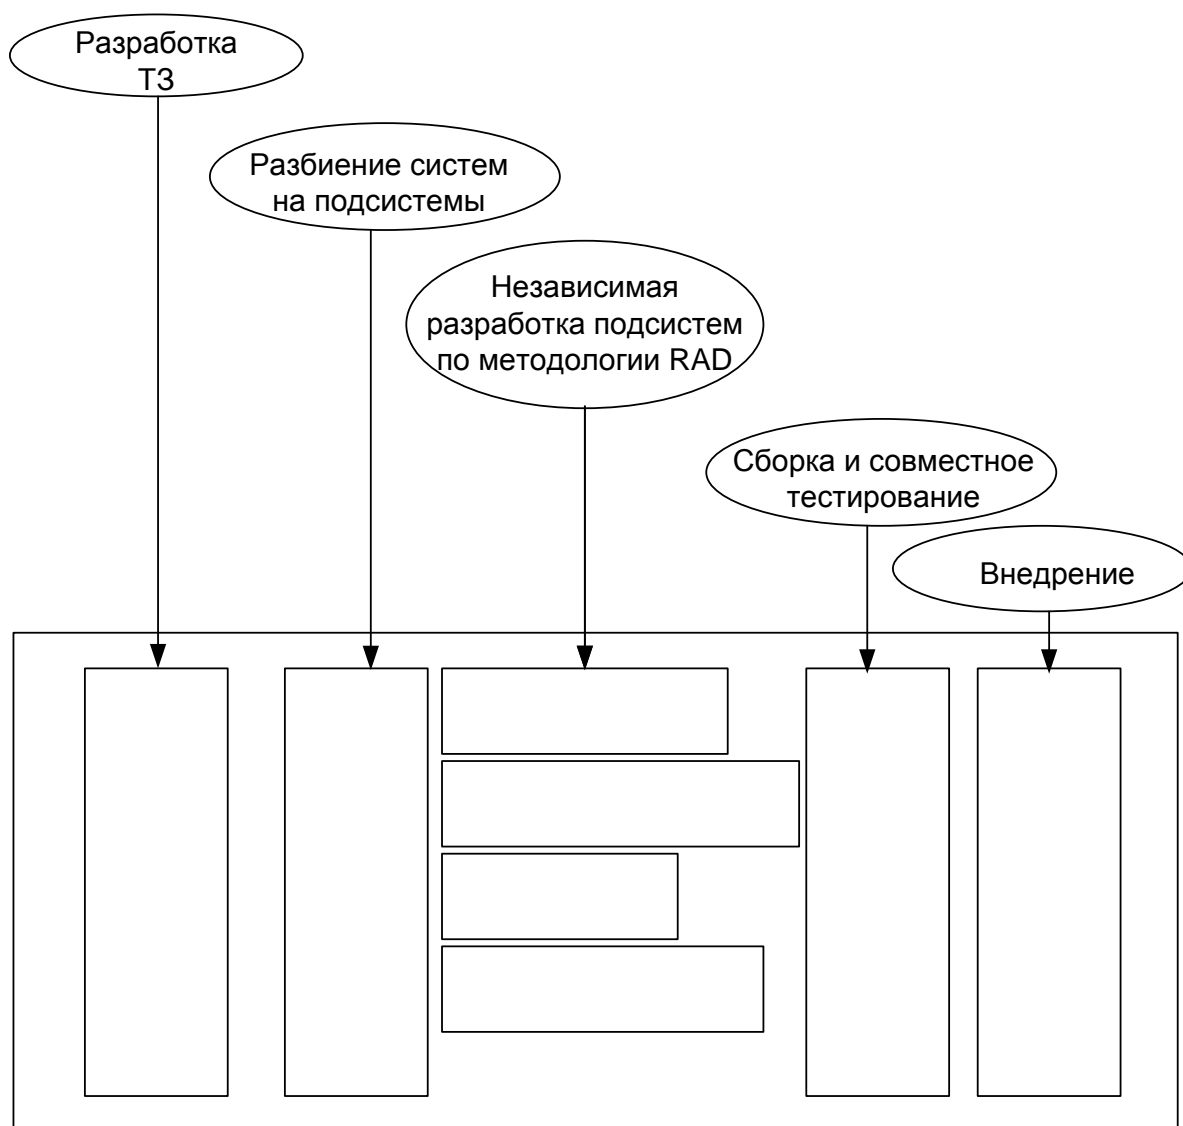 Разработка
ТЗ
Разбиение систем
на подсистемы
Независимая
разработка подсистем
по методологии RAD
Сборка и совместное
тестирование
Внедрение